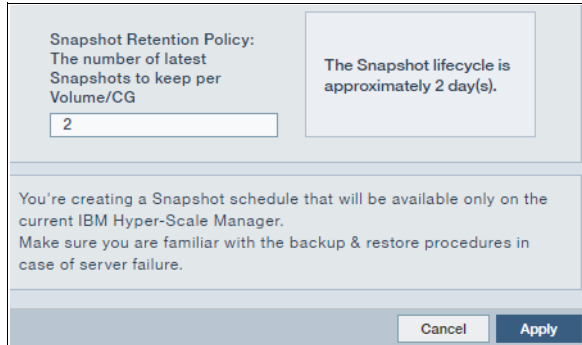 Snapshot Retention Policy:
The number of latest
Snapshots to keep per
Volume/CG
2
The Snapshot lifecycle is
approximately 2 day(s).
You're creating a Snapshot schedule that will be available only on the
current IBM Hyper-Scale Manager.
Make sure you are familiar with the backup & restore procedures in
case of server failure.
Cancel
Apply